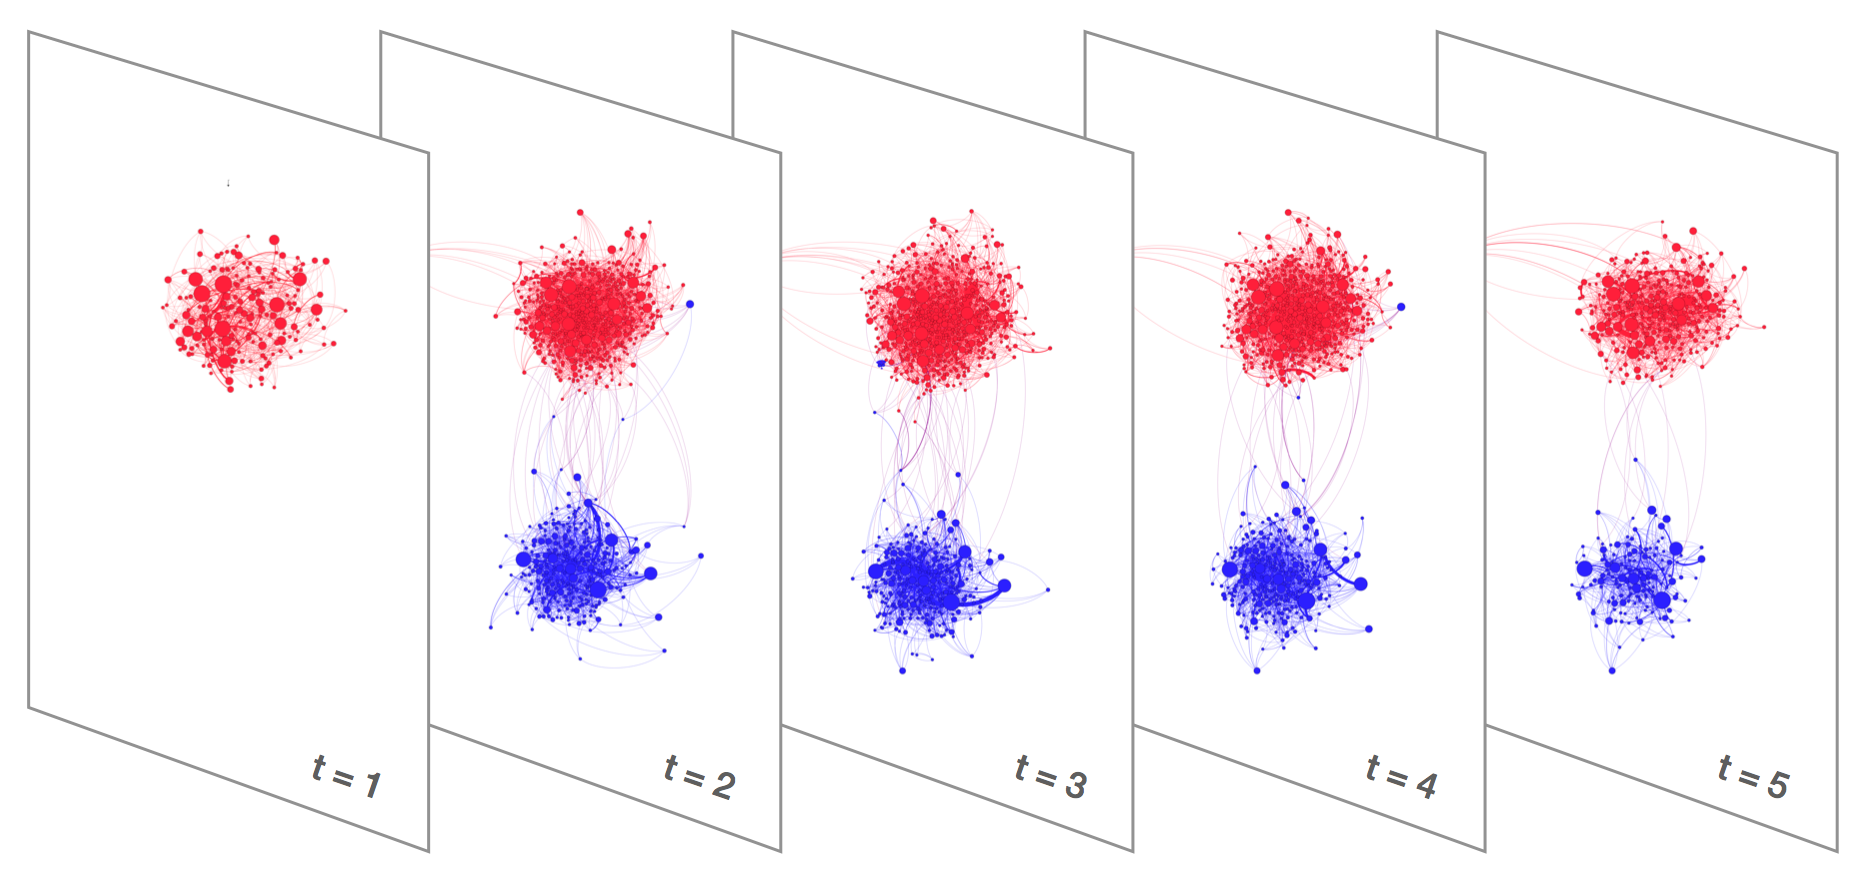 t = 1
t = 2
t = 3
t = 4
t = 5